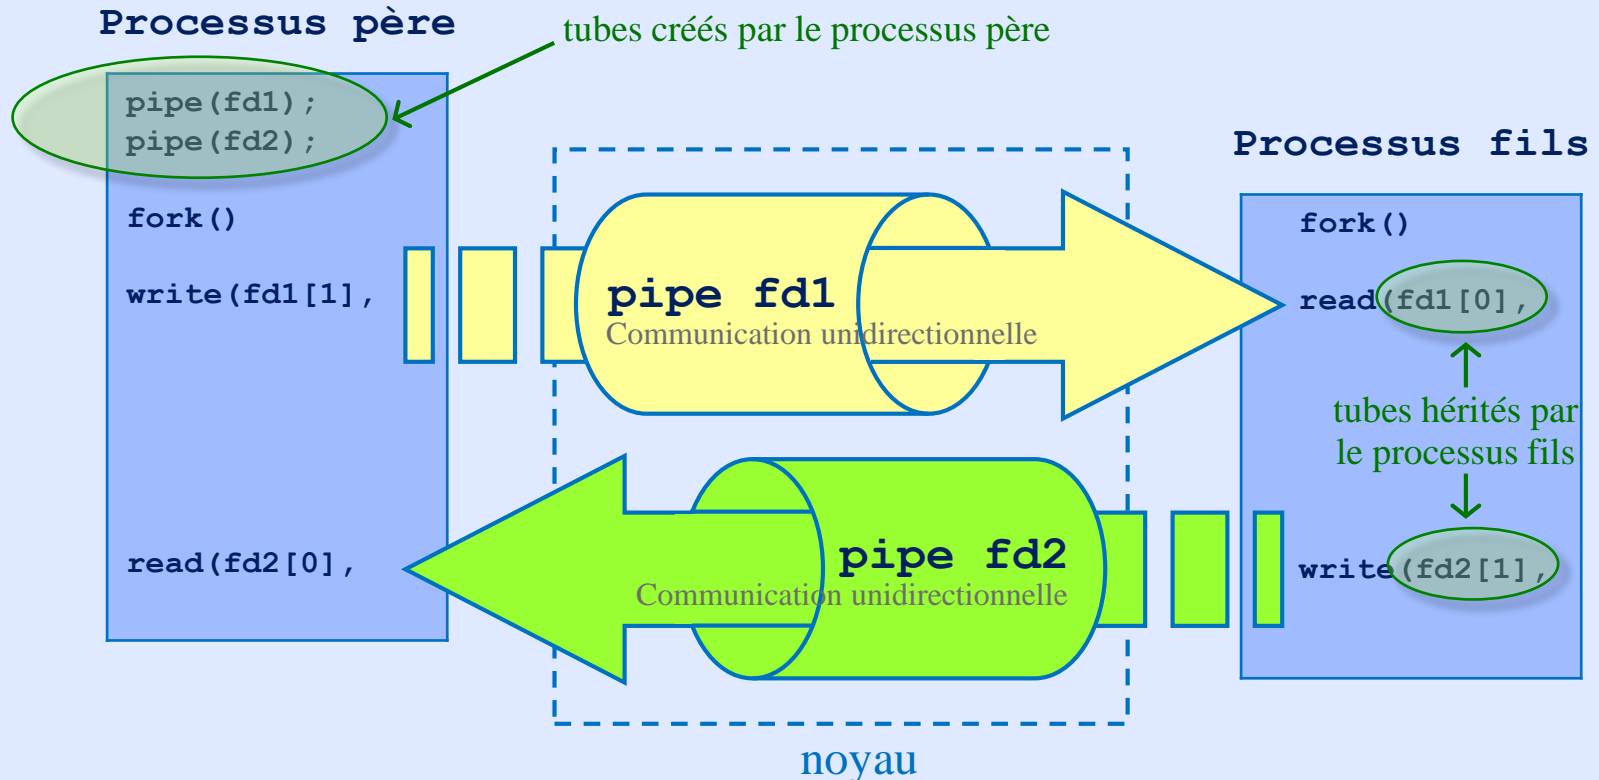 Processus père
tubes créés par le processus père
pipe(fd1);
pipe(fd2);
fork()
write(fd1[1],
read(fd2[0],
pipe fd1
Communication unidirectionnelle
pipe fd2
Communication unidirectionnelle
noyau
Processus fils
fork()
read(fd1[0],
tubes hérités par
le processus fils
write(fd2[1],